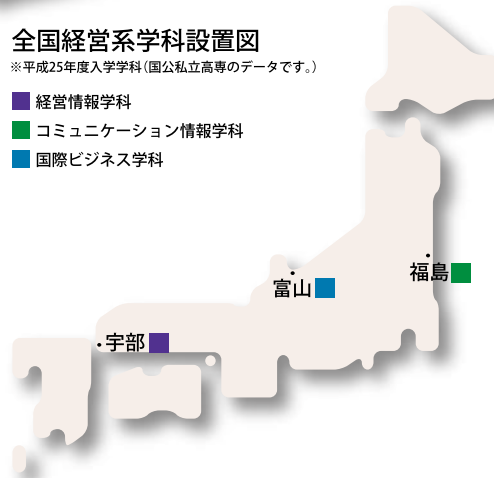 全国経営系学科設置図
※平成25年度入学学科（国公私立高専のデータです。）
経営情報学科
コミュニケーション情報学科
国際ビジネス学科
福島
富山
宇部